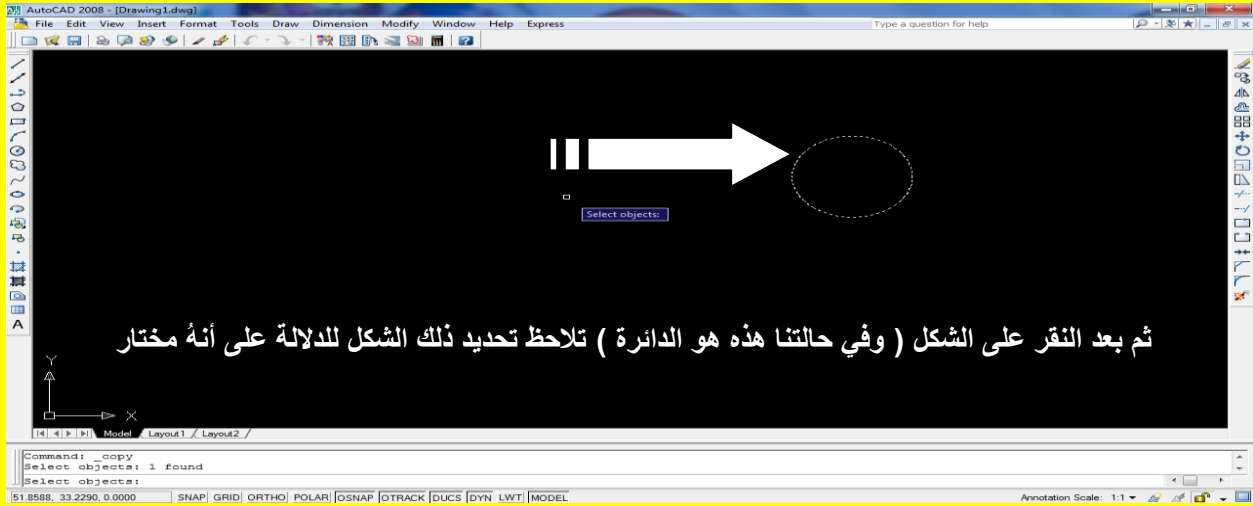 AutoCAD 2008 - [Drawing1.dwg]
File Edit View Insert Format Tools Draw Dimension Modify Window Help Express
Type a question for help
Select objects:
ثم بعد النقر على الشكل ( وفي حالتنا هذه هو الدائرة ) تلاحظ تحديد ذلك الشكل للدلالة على أنهُ مختار
A
Y
X
Model Layout1 Layout2
Command: _copy
Select objects: 1 found
Select objects:
51.8588, 33.2290, 0.0000 SNAP GRID ORTHO POLAR OSNAP OTRACK DUCS DYN LWT MODEL Annotation Scale: 1:1